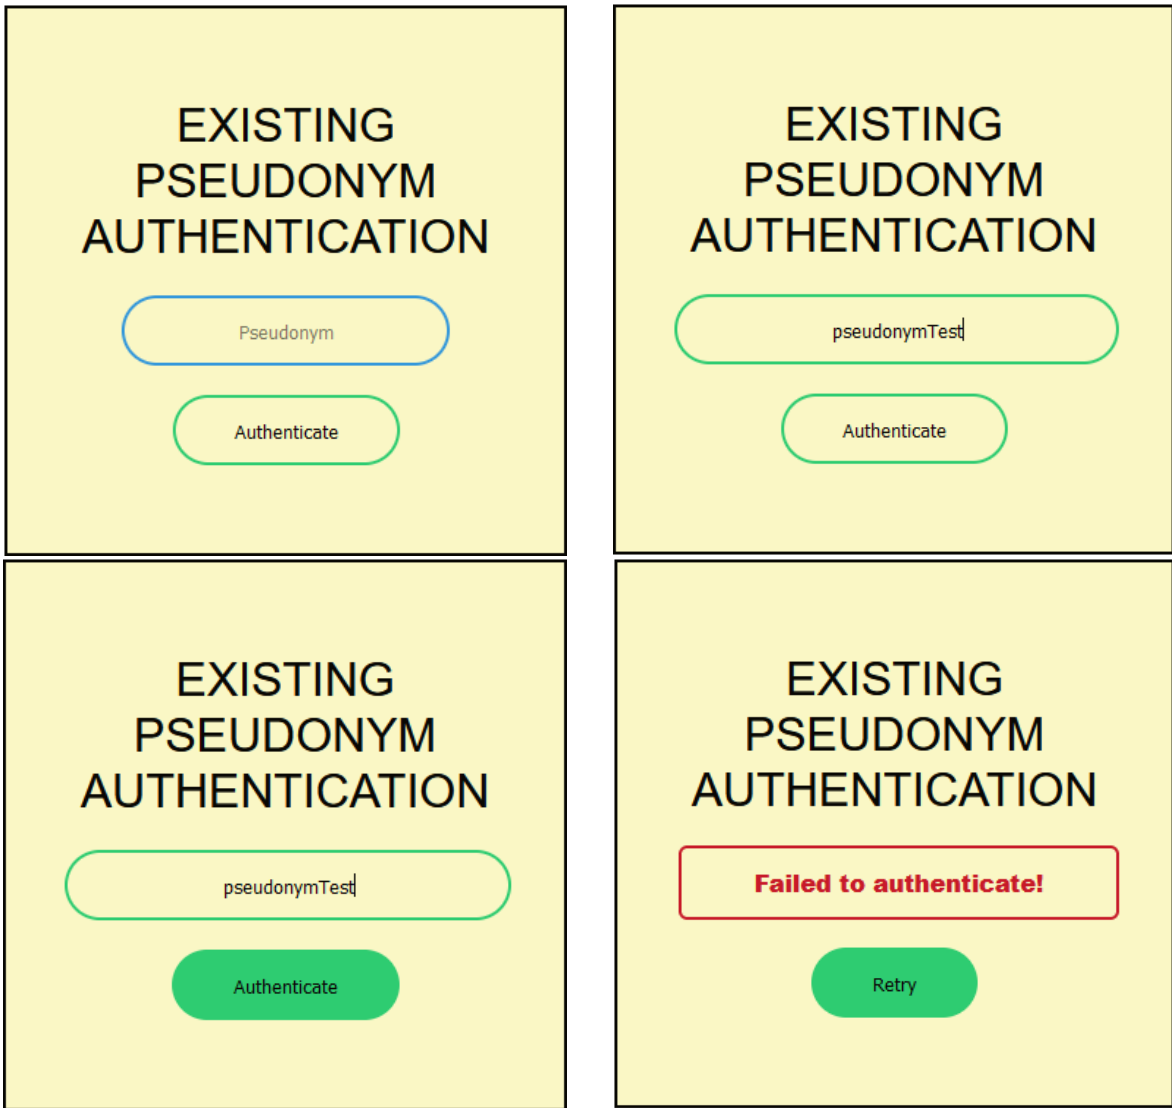 EXISTING
PSEUDONYM
AUTHENTICATION
Pseudonym
Authenticate
EXISTING
PSEUDONYM
AUTHENTICATION
pseudonymTest
Authenticate
EXISTING
PSEUDONYM
AUTHENTICATION
pseudonymTest
Authenticate
EXISTING
PSEUDONYM
AUTHENTICATION
Failed to authenticate!
Retry